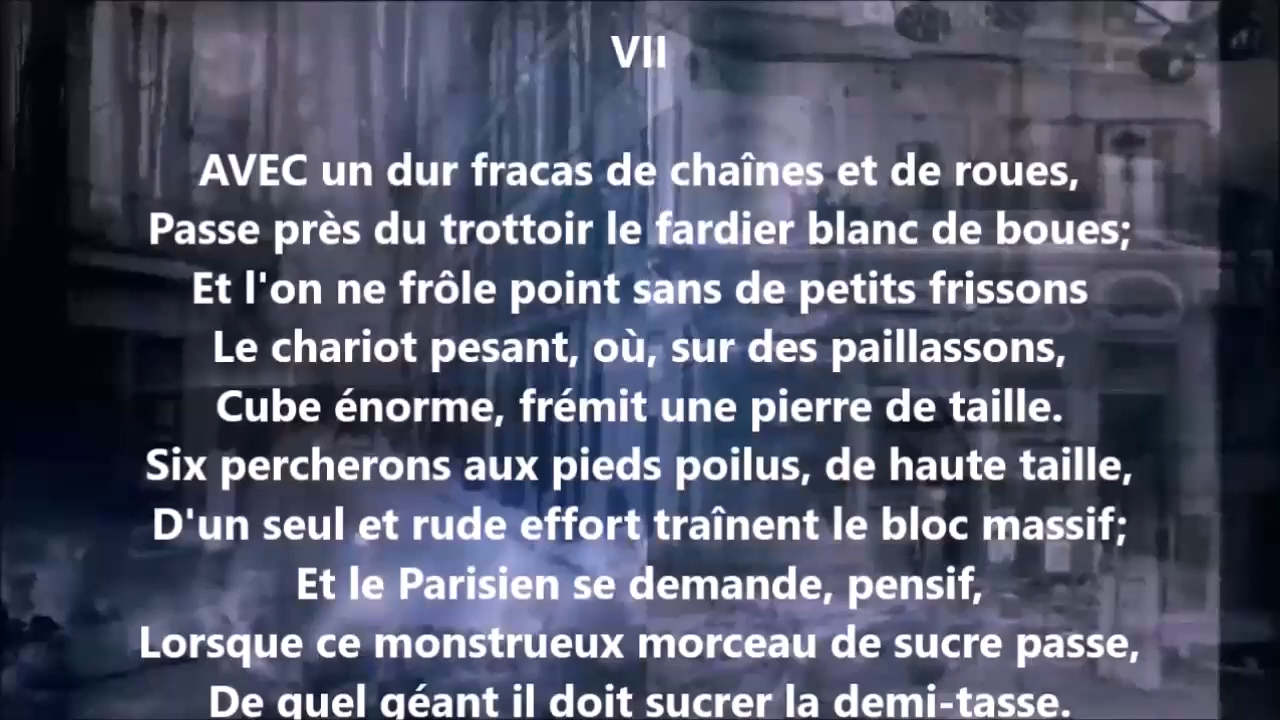 VII
AVEC un dur fracas de chaînes et de roues,
Passe près du trottoir le fardier blanc de boues;
Et l'on ne frôle point sans de petits frissons
Le chariot pesant, où, sur des paillassons,
Cube énorme, frémit une pierre de taille.
Six percherons aux pieds poilus, de haute taille,
D'un seul et rude effort traînent le bloc massif;
Et le Parisien se demande, pensif,
Lorsque ce monstrueux morceau de sucre passe,
De quel géant il doit sucrer la demi-tasse.